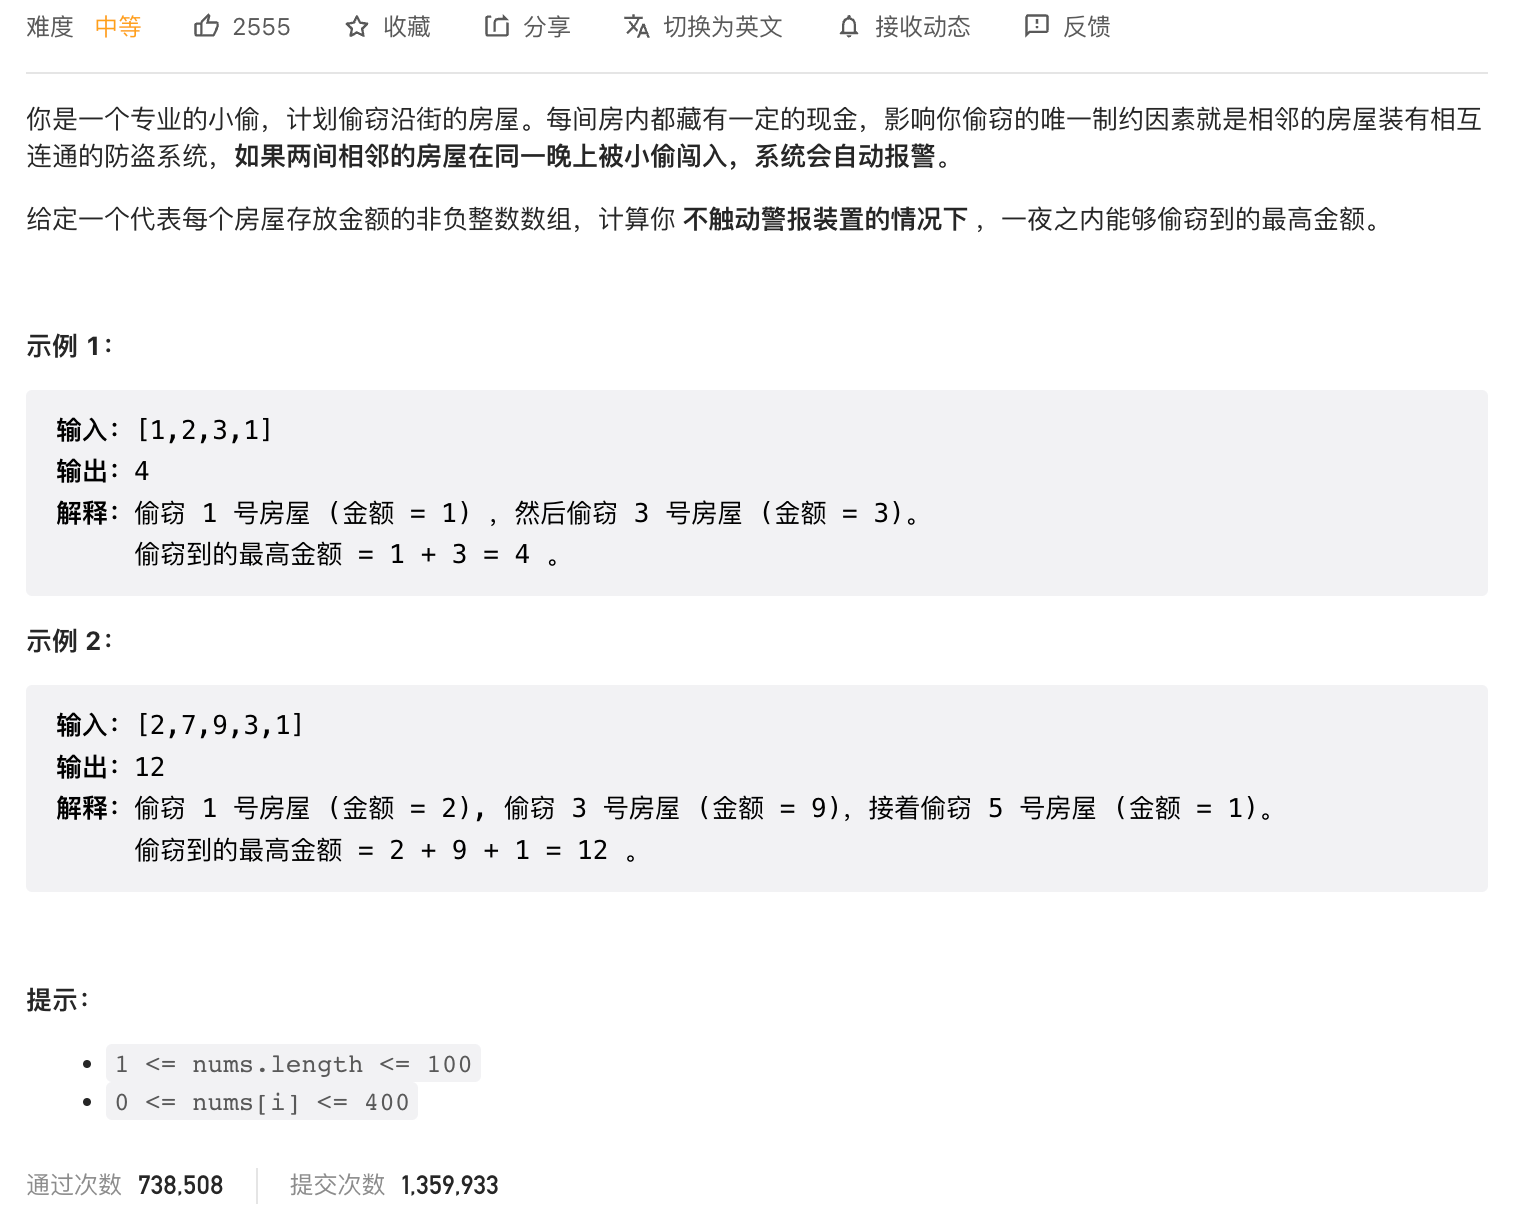 难度 中等 2555 收藏 分享 切换为英文 接收动态 反馈
你是一个专业的小偷，计划偷窃沿街的房屋。每间房内都藏有一定的现金，影响你偷窃的唯一制约因素就是相邻的房屋装有相互
连通的防盗系统，如果两间相邻的房屋在同一晚上被小偷闯入，系统会自动报警。
给定一个代表每个房屋存放金额的非负整数数组，计算你 不触动警报装置的情况下 ，一夜之内能够偷窃到的最高金额。
示例 1：
输入：[1,2,3,1]
输出：4
解释：偷窃 1 号房屋 (金额 = 1) ，然后偷窃 3 号房屋 (金额 = 3)。
偷窃到的最高金额 = 1 + 3 = 4 。
示例 2：
输入：[2,7,9,3,1]
输出：12
解释：偷窃 1 号房屋 (金额 = 2), 偷窃 3 号房屋 (金额 = 9)，接着偷窃 5 号房屋 (金额 = 1)。
偷窃到的最高金额 = 2 + 9 + 1 = 12 。
提示：
• 1 <= nums.length <= 100
• 0 <= nums[i] <= 400
通过次数 738,508 提交次数 1,359,933